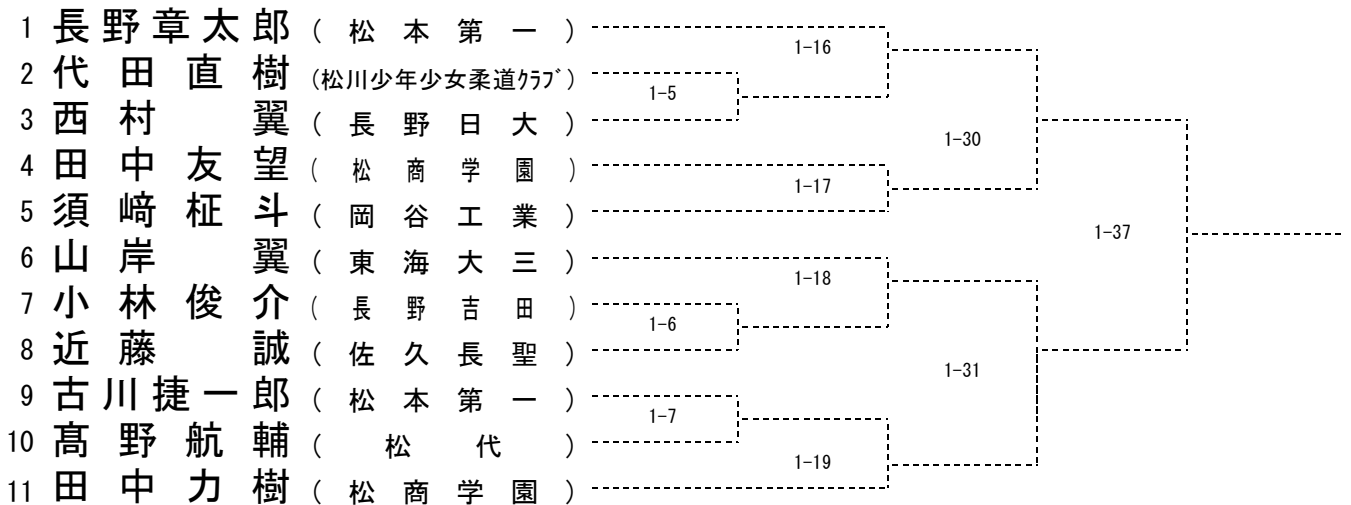 1 長野章太郎 (松本第一)
1-16
2 代田直樹 (松川少年少女柔道ｸﾗﾌﾞ)
1-5
3 西村 翼 (長野日大)
1-30
4 田中友望 (松商学園)
1-17
5 須﨑柾斗 (岡谷工業)
1-37
6 山岸 翼 (東海大三)
1-18
7 小林俊介 (長野吉田)
1-6
8 近藤 誠 (佐久長聖)
1-31
9 古川捷一郎 (松本第一)
1-7
10 髙野航輔 (松代)
1-19
11 田中力樹 (松商学園)